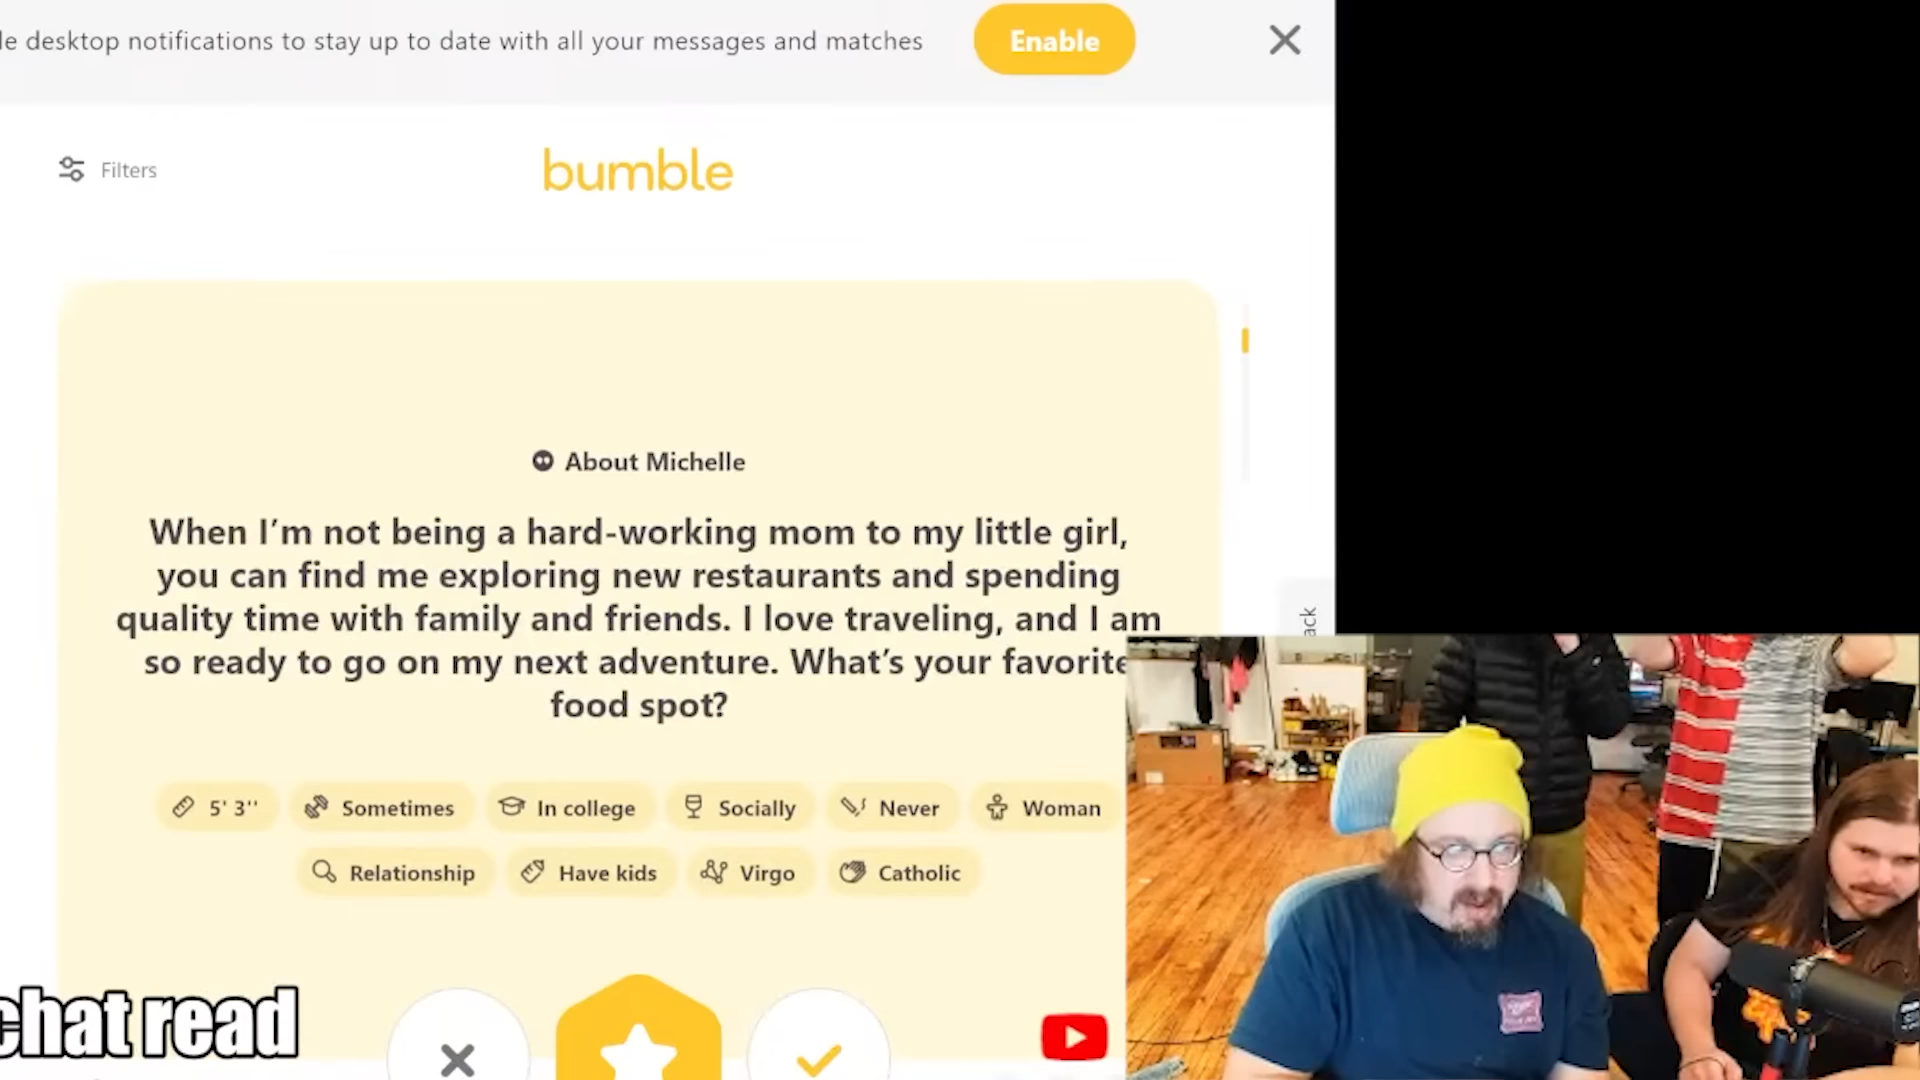 le desktop notifications to stay up to date with all your messages and matches
Enable
Filters
bumble
About Michelle
When I’m not being a hard-working mom to my little girl,
you can find me exploring new restaurants and spending
quality time with family and friends. I love traveling, and I am
so ready to go on my next adventure. What’s your favorite
food spot?
5' 3''
Sometimes
In college
Socially
Never
Woman
Relationship
Have kids
Virgo
Catholic
ack
chat read